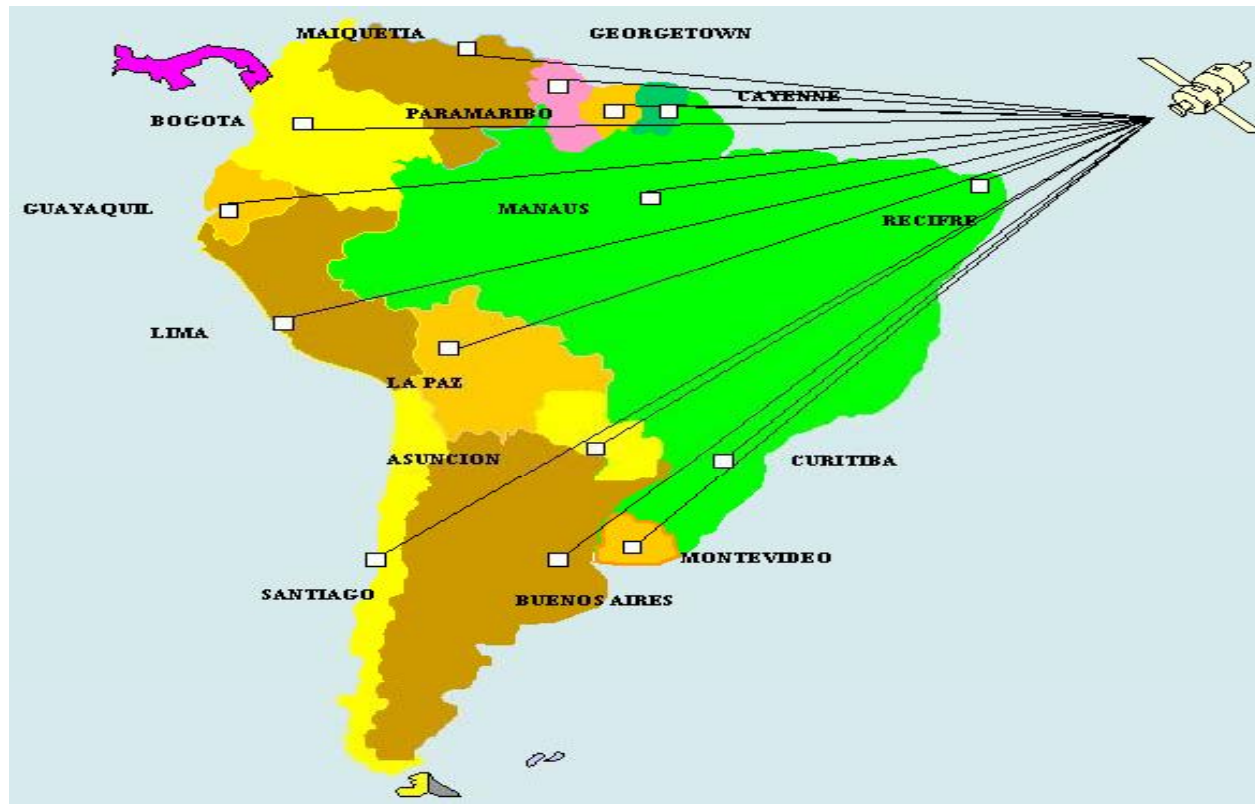 MAIQUETIA
GEORGETOWN
CAYENNE
PARAMARIBO
BOGOTA
GUAYAQUIL
MANAUS
RECIFRE
LIMA
LA PAZ
ASUNCION
CURITIBA
MONTEVIDEO
SANTIAGO
BUENOS AIRES